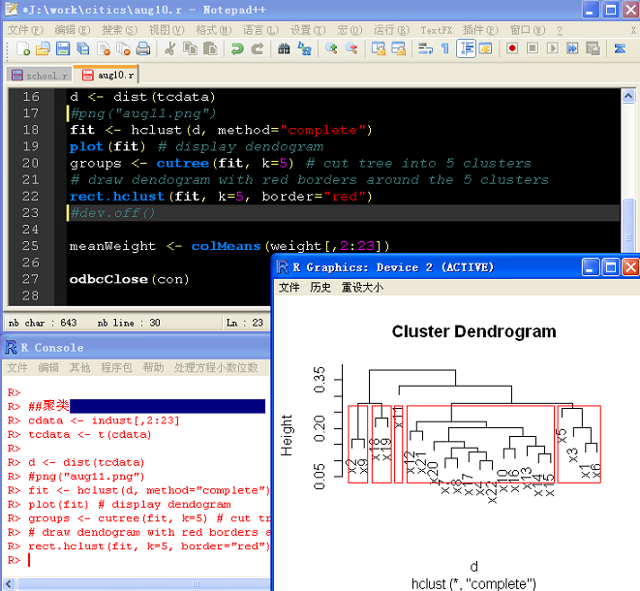 *J:\work\citics\aug10.r - Notepad++
文件(F) 编辑(E) 搜索(S) 视图(V) 格式(M) 语言(L) 设置(T) 宏(O) 运行(R) TextFX 插件(P) 窗口(W) ? X
school.r aug10.r
16 d <- dist(tcdata)
17 #png("aug11.png")
18 fit <- hclust(d, method="complete")
19 plot(fit) # display dendogram
20 groups <- cutree(fit, k=5) # cut tree into 5 clusters
21 # draw dendogram with red borders around the 5 clusters
22 rect.hclust(fit, k=5, border="red")
23 #dev.off()
24
25 meanWeight <- colMeans(weight[,2:23])
26
27 odbcClose(con)
28
nb char : 643 nb line : 30 Ln : 23
R Console
文件 编辑 其他 程序包 帮助 处理方程小数位数
R>
R> ##聚类
R> cdata <- indust[,2:23]
R> tcdata <- t(cdata)
R>
R> d <- dist(tcdata)
R> #png("aug11.png")
R> fit <- hclust(d, method="complete")
R> plot(fit) # display dendogram
R> groups <- cutree(fit, k=5) # cut tr
R> # draw dendogram with red borders a
R> rect.hclust(fit, k=5, border="red")
R>
R Graphics: Device 2 (ACTIVE)
文件 历史 重设大小
Cluster Dendrogram
Height
0.35
0.20
0.05
x2
x9
x18
x19
x11
x12
x21
x20
x7
x8
x17
x4
x22
x10
x16
x13
x14
x15
x5
x3
x1
x6
d
hclust (*, "complete")